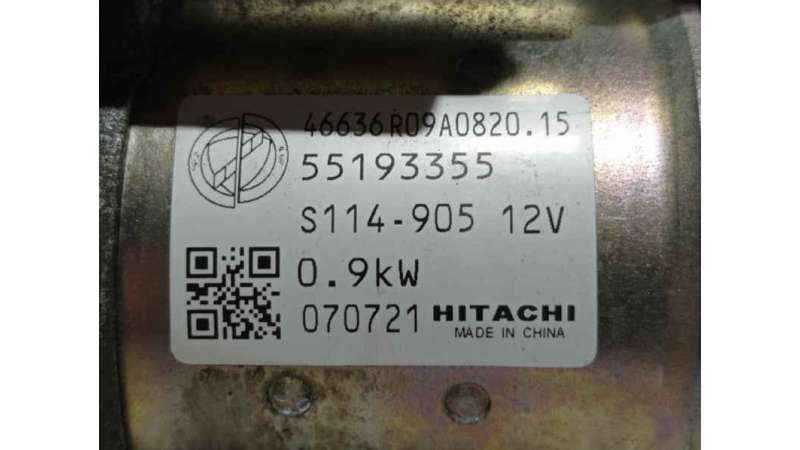 46636R09A0820.15
55193355
S114-905 12V
0.9kW
070721 HITACHI
MADE IN CHINA